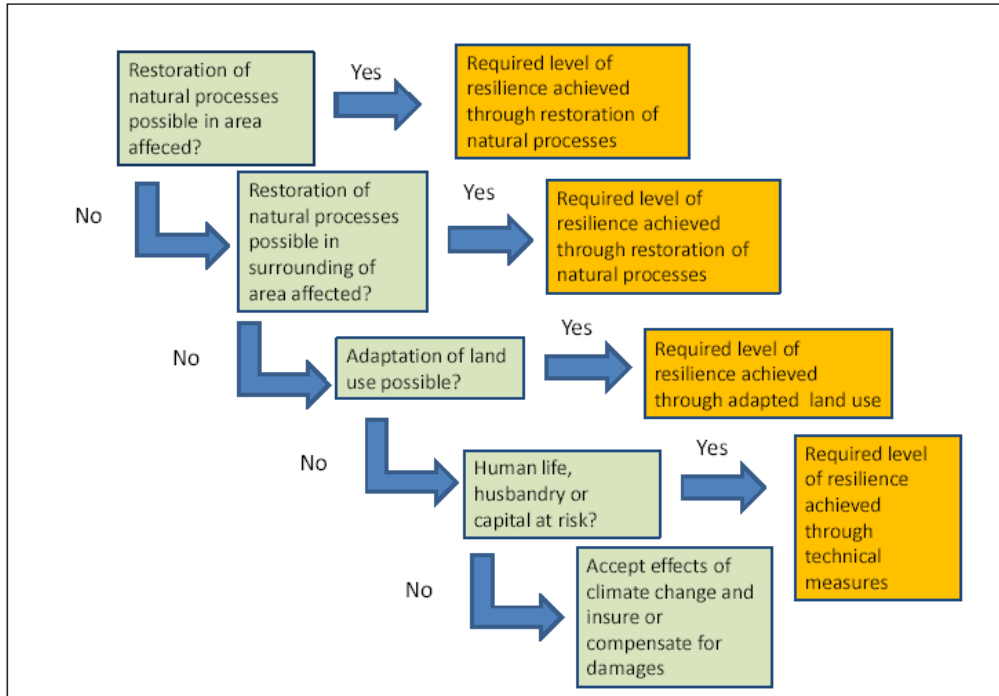 Restoration of
natural processes
possible in area
affeced?
Yes
Required level of
resilience achieved
through restoration of
natural processes
No
Restoration of
natural processes
possible in
surrounding of
area affected?
Yes
Required level of
resilience achieved
through restoration of
natural processes
No
Adaptation of land
use possible?
Yes
Required level of
resilience achieved
through adapted land use
No
Human life,
husbandry or
capital at risk?
Yes
Required level
of resilience
achieved
through
technical
measures
No
Accept effects of
climate change and
insure or
compensate for
damages